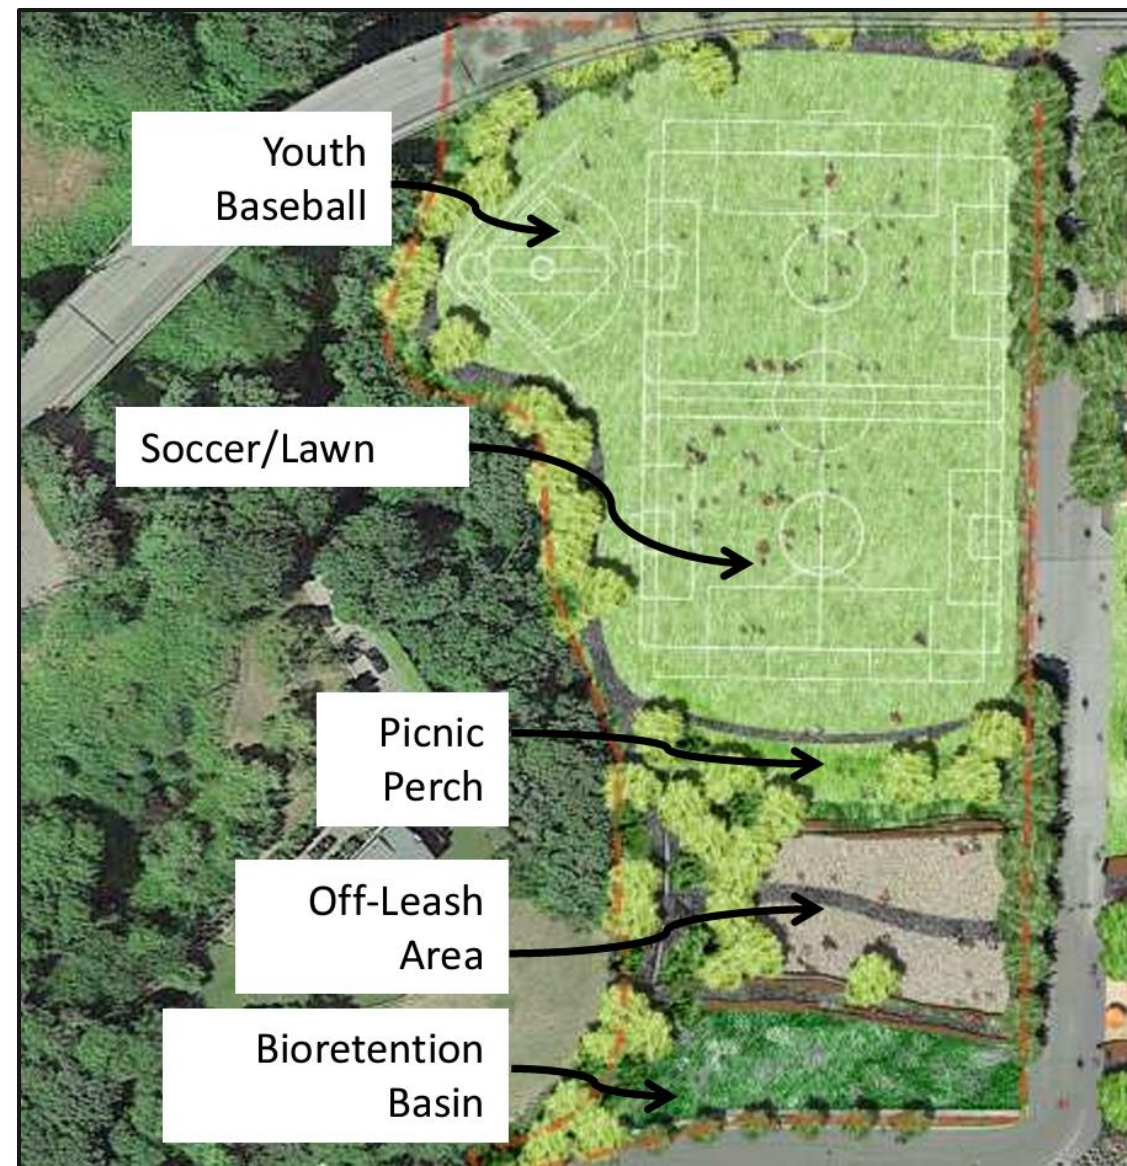 Youth
Baseball
Soccer/Lawn
Picnic
Perch
Off-Leash
Area
Bioretention
Basin